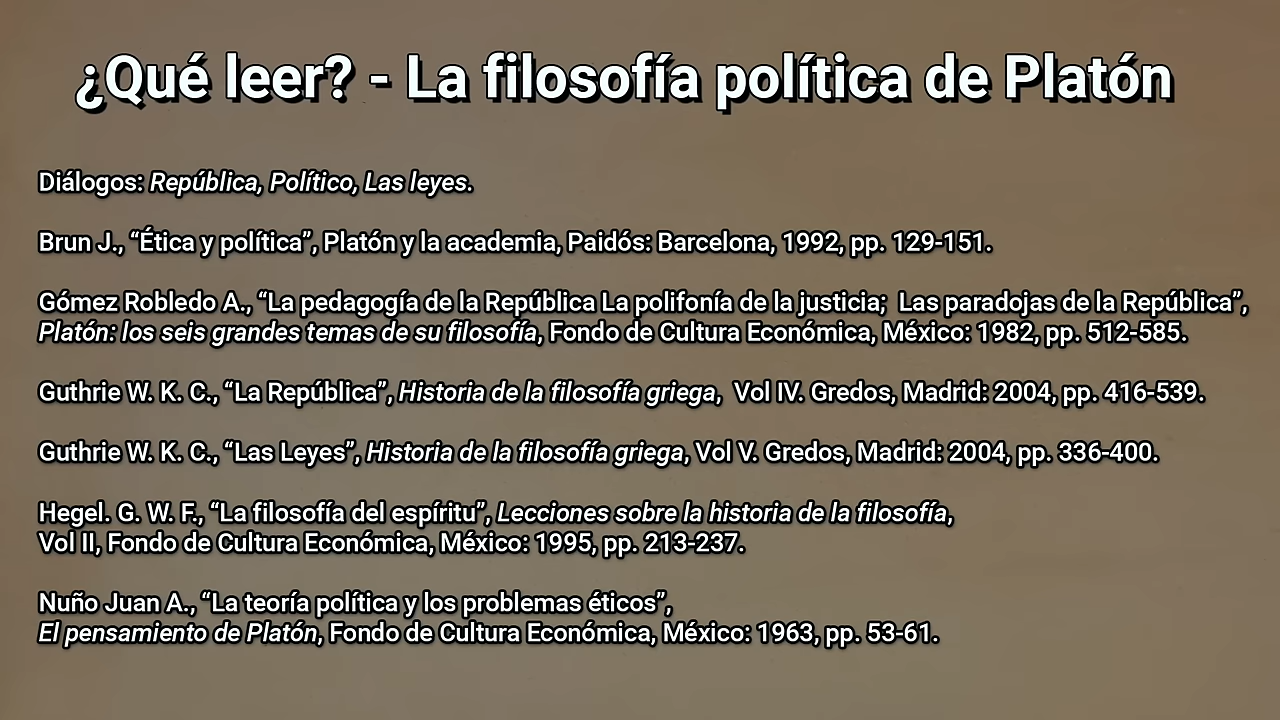 ¿Qué leer? - La filosofía política de Platón
Diálogos: República, Político, Las leyes.
Brun J., “Ética y política”, Platón y la academia, Paidós: Barcelona, 1992, pp. 129-151.
Gómez Robledo A., “La pedagogía de la República La polifonía de la justicia;  Las paradojas de la República”,
Platón: los seis grandes temas de su filosofía, Fondo de Cultura Económica, México: 1982, pp. 512-585.
Guthrie W. K. C., “La República”, Historia de la filosofía griega,  Vol IV. Gredos, Madrid: 2004, pp. 416-539.
Guthrie W. K. C., “Las Leyes”, Historia de la filosofía griega, Vol V. Gredos, Madrid: 2004, pp. 336-400.
Hegel. G. W. F., “La filosofía del espíritu”, Lecciones sobre la historia de la filosofía,
Vol II, Fondo de Cultura Económica, México: 1995, pp. 213-237.
Nuño Juan A., “La teoría política y los problemas éticos”,
El pensamiento de Platón, Fondo de Cultura Económica, México: 1963, pp. 53-61.